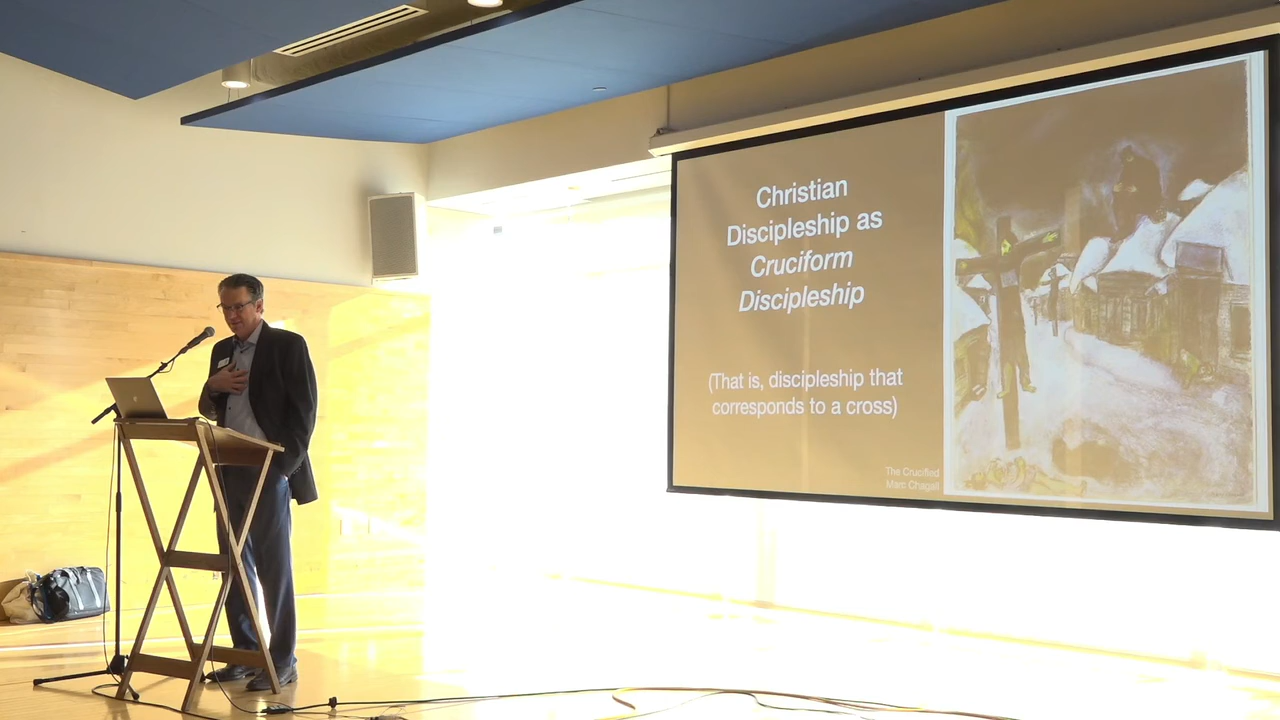 Christian
Discipleship as
Cruciform
Discipleship
(That is, discipleship that
corresponds to a cross)
The Crucified
Marc Chagall